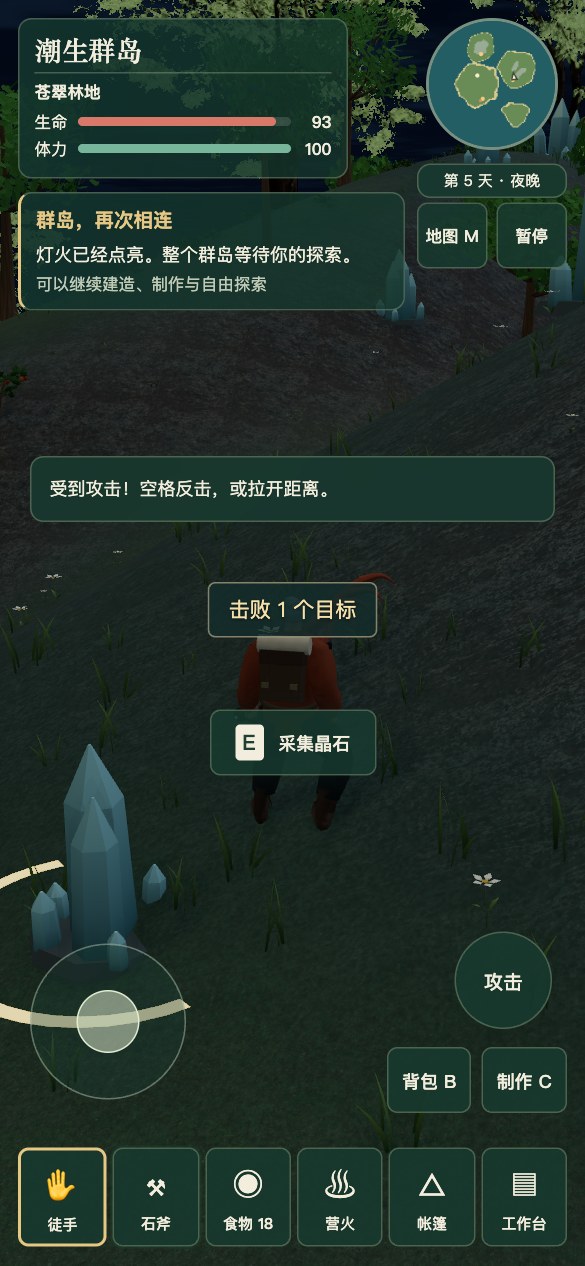 潮生群岛
苍翠林地
生命 93
体力 100
第 5 天 · 夜晚
地图 M
暂停
群岛，再次相连
灯火已经点亮。整个群岛等待你的探索。
可以继续建造、制作与自由探索
受到攻击！空格反击，或拉开距离。
击败 1 个目标
E 采集晶石
攻击
背包 B
制作 C
徒手
石斧
食物 18
营火
帐篷
工作台